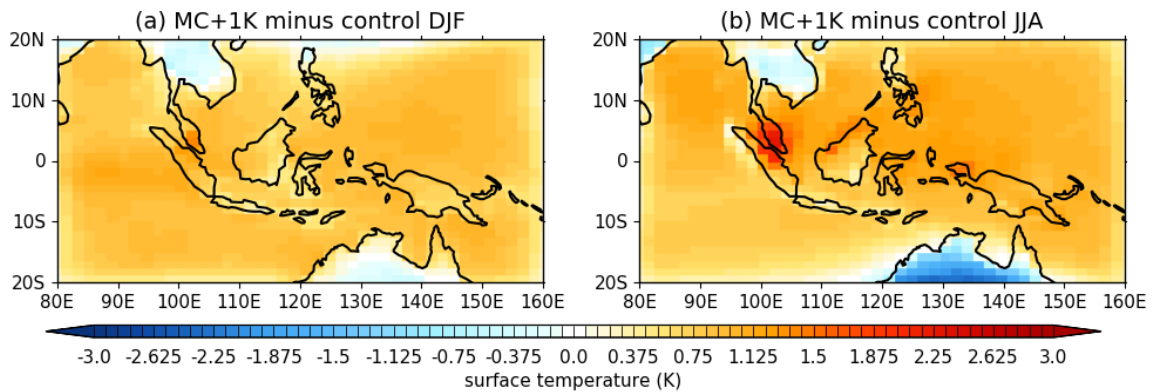 (a) MC+1K minus control DJF
(b) MC+1K minus control JJA
20N
10N
0
10S
20S
80E 90E 100E 110E 120E 130E 140E 150E 160E
20N
10N
0
10S
20S
80E 90E 100E 110E 120E 130E 140E 150E 160E
-3.0 -2.625 -2.25 -1.875 -1.5 -1.125 -0.75 -0.375 0.0 0.375 0.75 1.125 1.5 1.875 2.25 2.625 3.0
surface temperature (K)